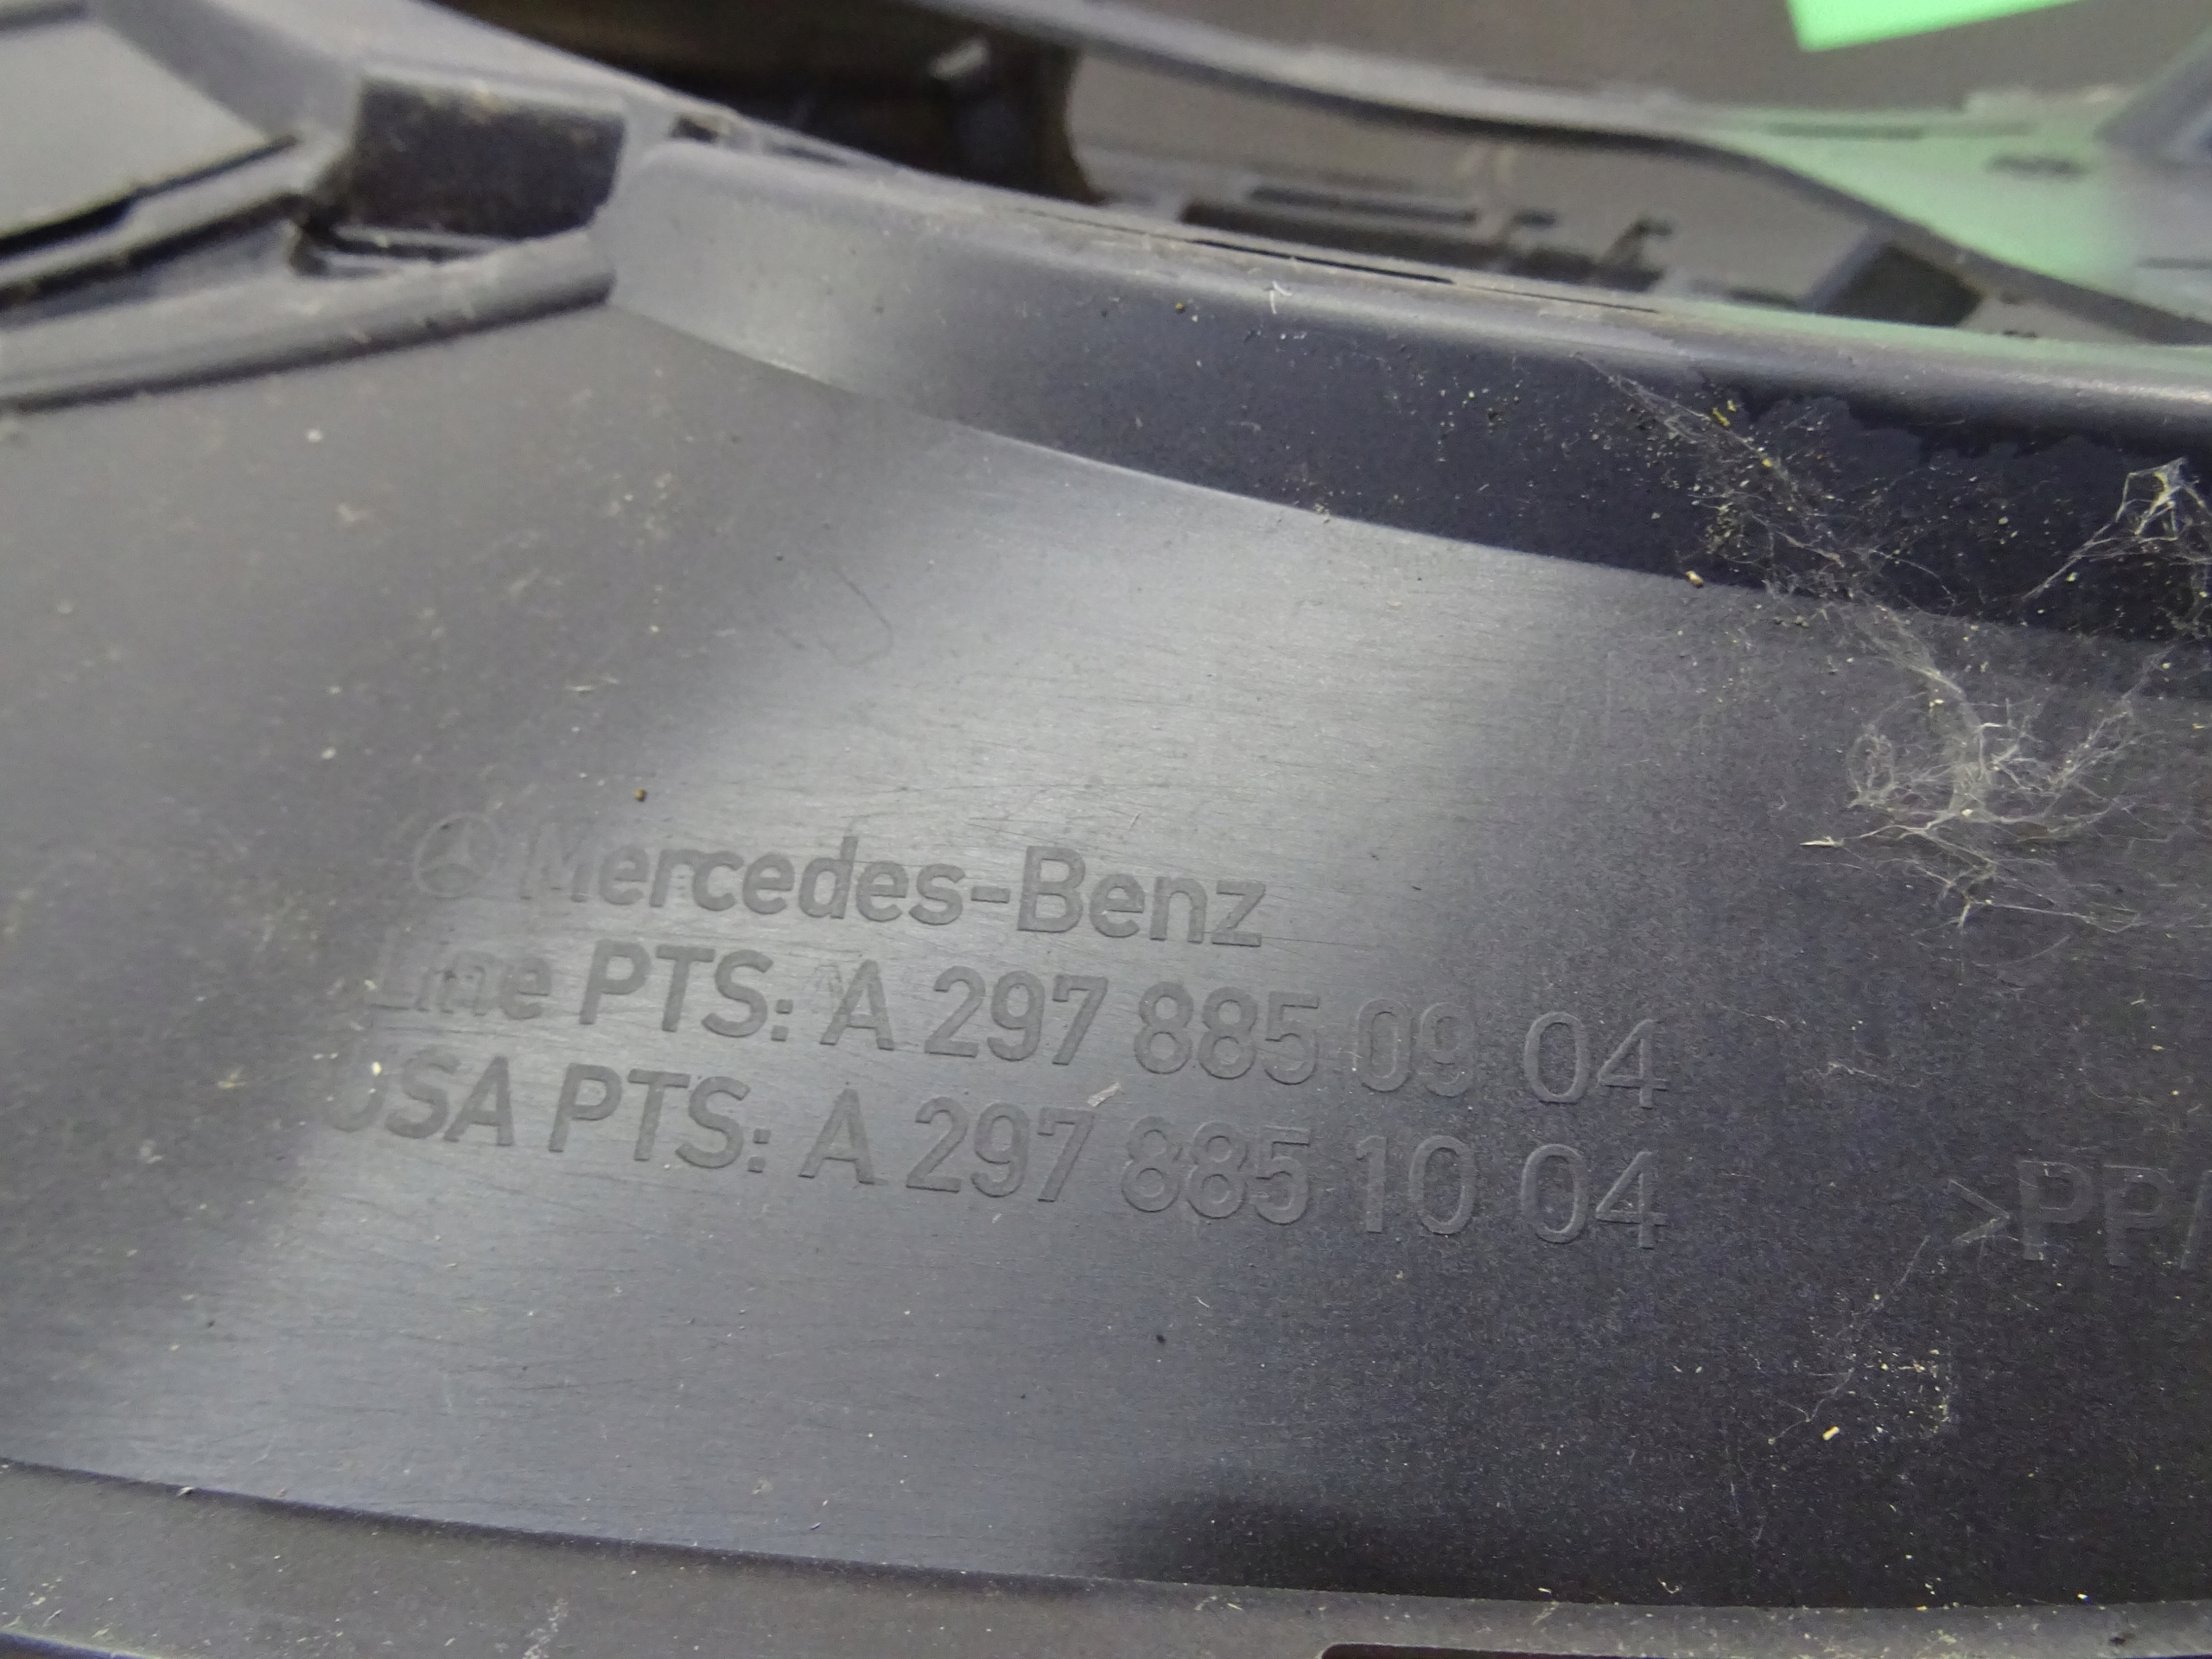 Mercedes-Benz
Line PTS: A 297 885 09 04
USA PTS: A 297 885 10 04
>PP/